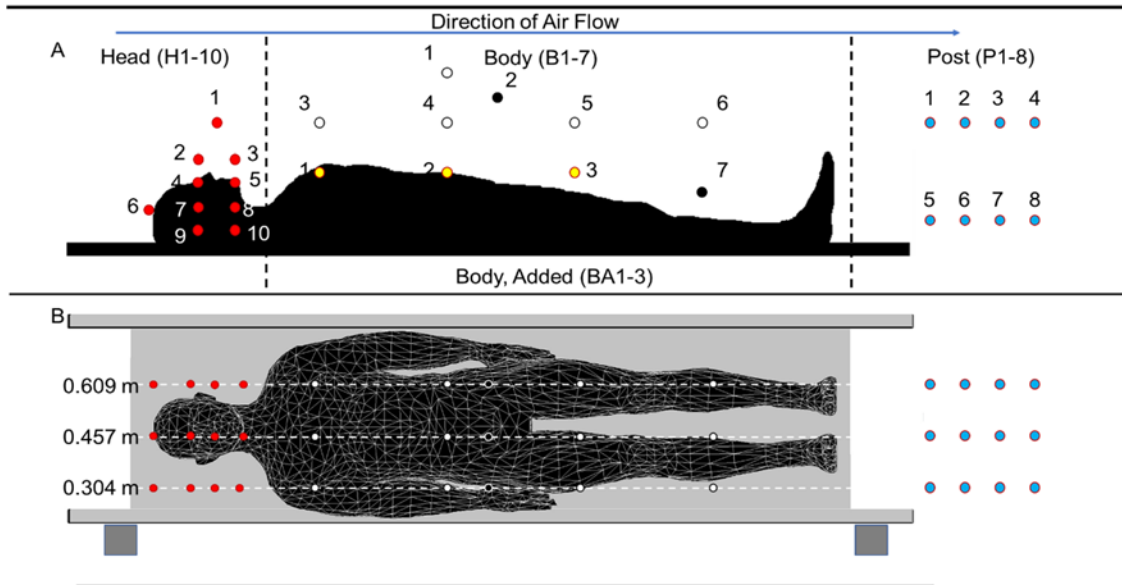 Direction of Air Flow
A
Head (H1-10)
Body (B1-7)
Post (P1-8)
1
2
1
3
4
5
6
1
2
3
4
2
3
4
5
1
2
3
7
6
7
8
5
6
7
8
9
10
Body, Added (BA1-3)
B
0.609 m
0.457 m
0.304 m